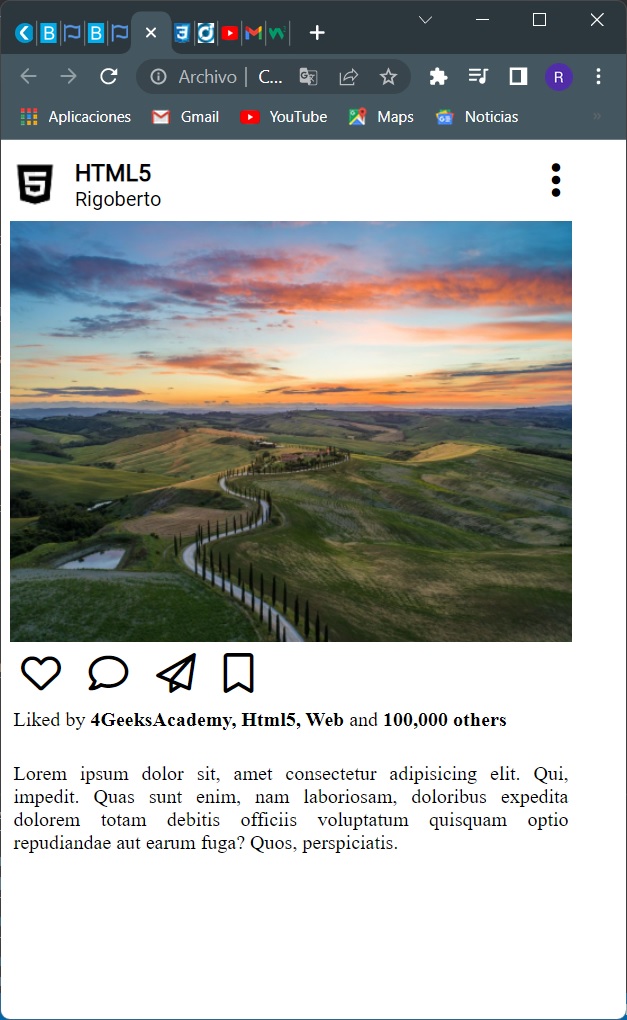 Archivo | C...
R
Aplicaciones Gmail YouTube Maps Noticias »
HTML5
Rigoberto
Liked by 4GeeksAcademy, Html5, Web and 100,000 others
Lorem ipsum dolor sit, amet consectetur adipisicing elit. Qui,
impedit. Quas sunt enim, nam laboriosam, doloribus expedita
dolorem totam debitis officiis voluptatum quisquam optio
repudiandae aut earum fuga? Quos, perspiciatis.